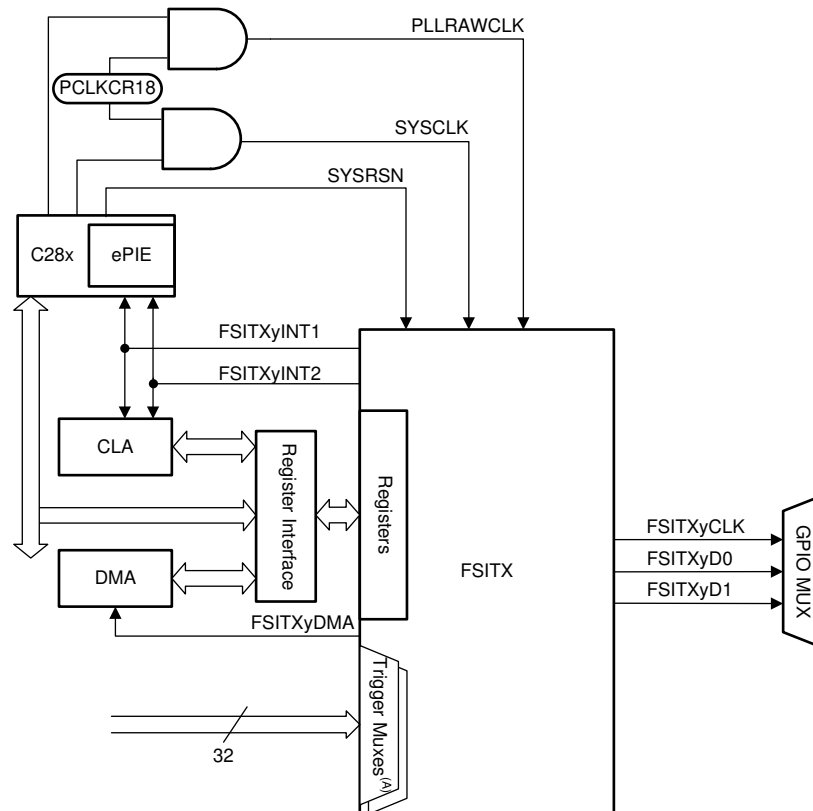 PLLRAWCLK
PCLKCR18
SYSCLK
SYSRSN
C28x
ePIE
FSITXyINT1
FSITXyINT2
CLA
Register Interface
Registers
FSITX
FSITXyCLK
FSITXyD0
FSITXyD1
GPIO MUX
DMA
FSITXyDMA
Trigger Muxes(A)
32